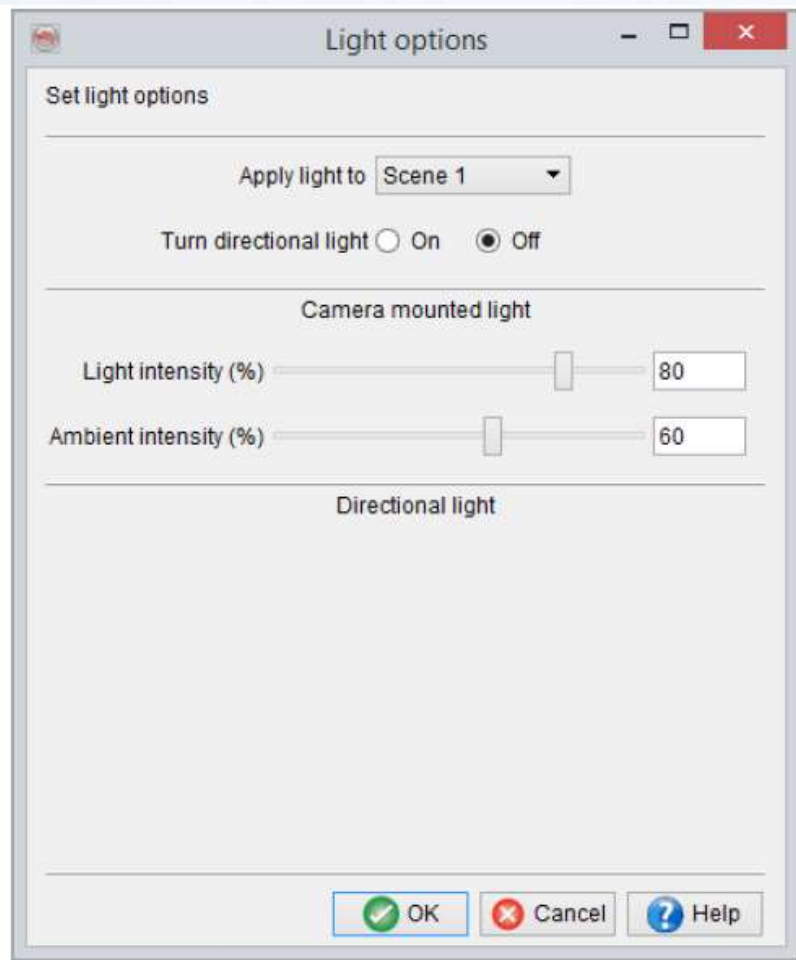 Light options
Set light options
Apply light to Scene 1
Turn directional light On Off
Camera mounted light
Light intensity (%) 80
Ambient intensity (%) 60
Directional light
OK Cancel Help